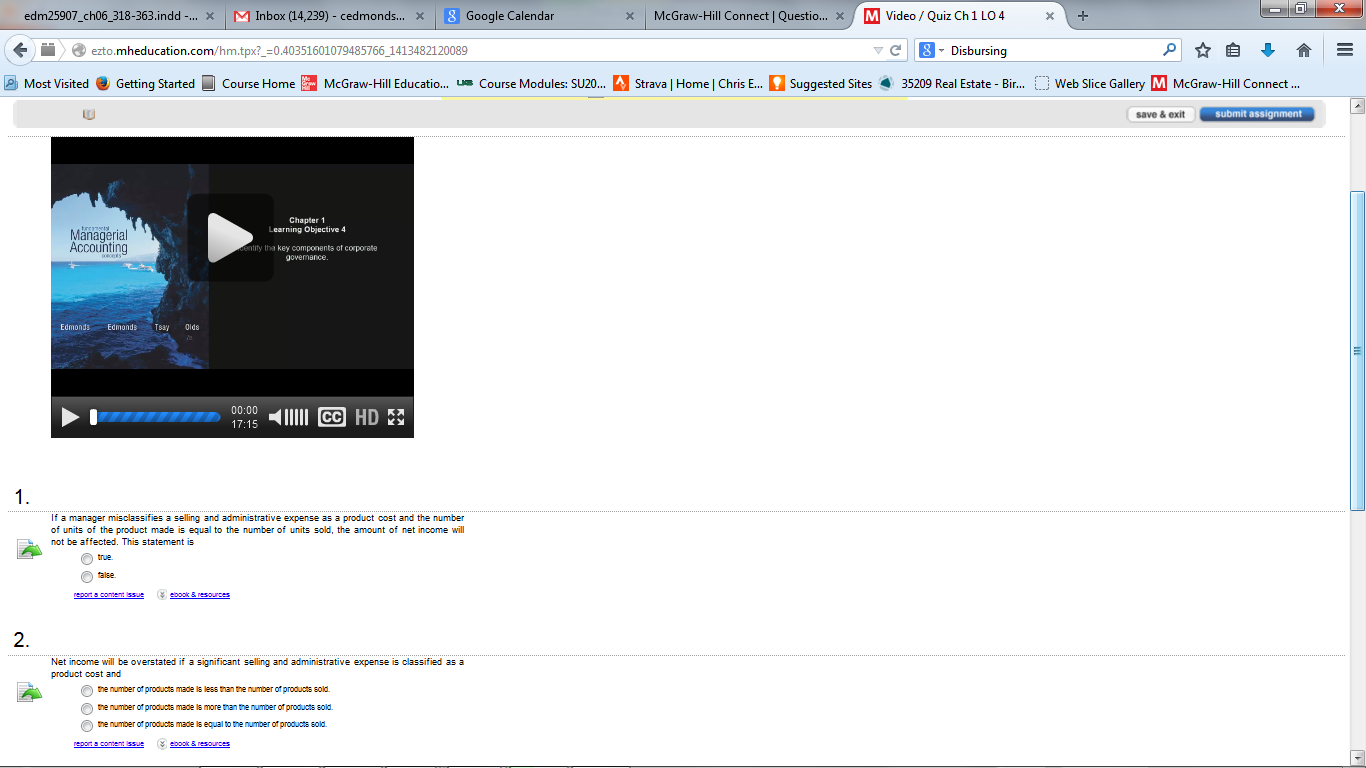 edm25907_ch06_318-363.indd -...
Inbox (14,239) - cedmonds...
Google Calendar
McGraw-Hill Connect | Questio...
Video / Quiz Ch 1 LO 4
ezto.mheducation.com/hm.tpx?_=0.40351601079485766_1413482120089
Disbursing
Most Visited
Getting Started
Course Home
McGraw-Hill Educatio...
Course Modules: SU20...
Strava | Home | Chris E...
Suggested Sites
35209 Real Estate - Bir...
Web Slice Gallery
McGraw-Hill Connect ...
save & exit
submit assignment
fundamental
Managerial
Accounting
concepts
Edmonds Edmonds Tsay Olds
Chapter 1
Learning Objective 4
Identify the key components of corporate
governance.
00:00
17:15
CC
HD
1.
If a manager misclassifies a selling and administrative expense as a product cost and the number
of units of the product made is equal to the number of units sold, the amount of net income will
not be affected. This statement is
true.
false.
report a content issue
ebook & resources
2.
Net income will be overstated if a significant selling and administrative expense is classified as a
product cost and
the number of products made is less than the number of products sold.
the number of products made is more than the number of products sold.
the number of products made is equal to the number of products sold.
report a content issue
ebook & resources